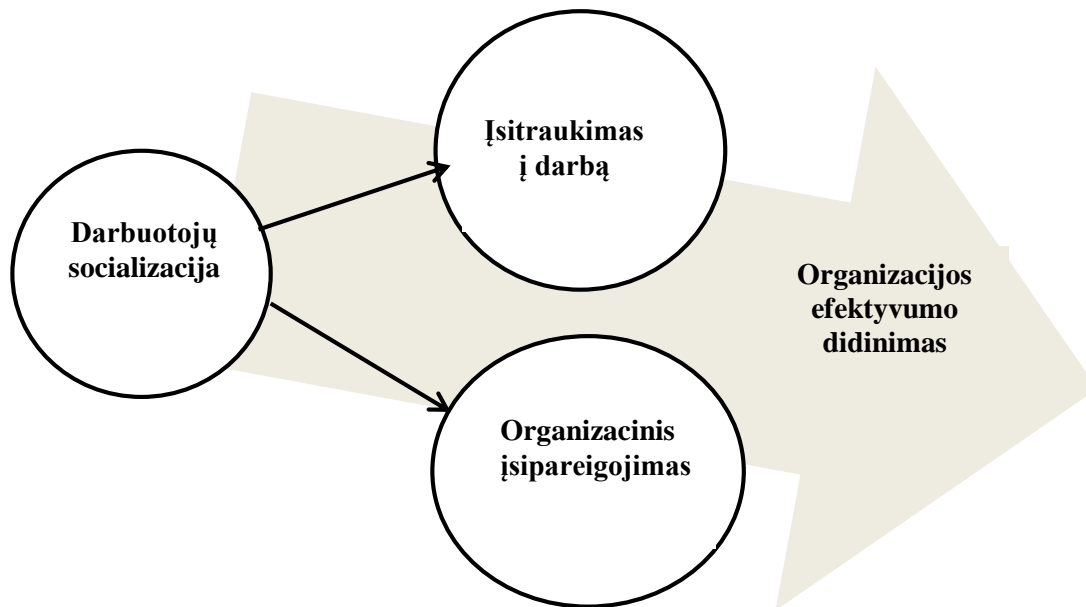 Įsitraukimas
į darbą
Darbuotojų
socializacija
Organizacijos
efektyvumo
didinimas
Organizacinis
įsipareigojimas